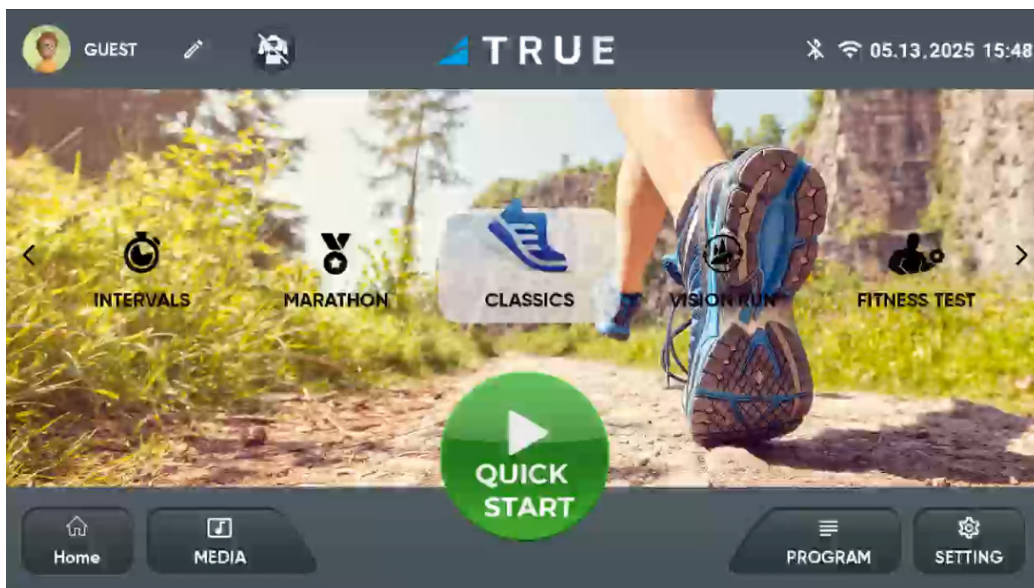 GUEST
TRUE
05.13.2025 15:48
INTERVALS
MARATHON
CLASSICS
VISION RUN
FITNESS TEST
QUICK
START
Home
MEDIA
PROGRAM
SETTING